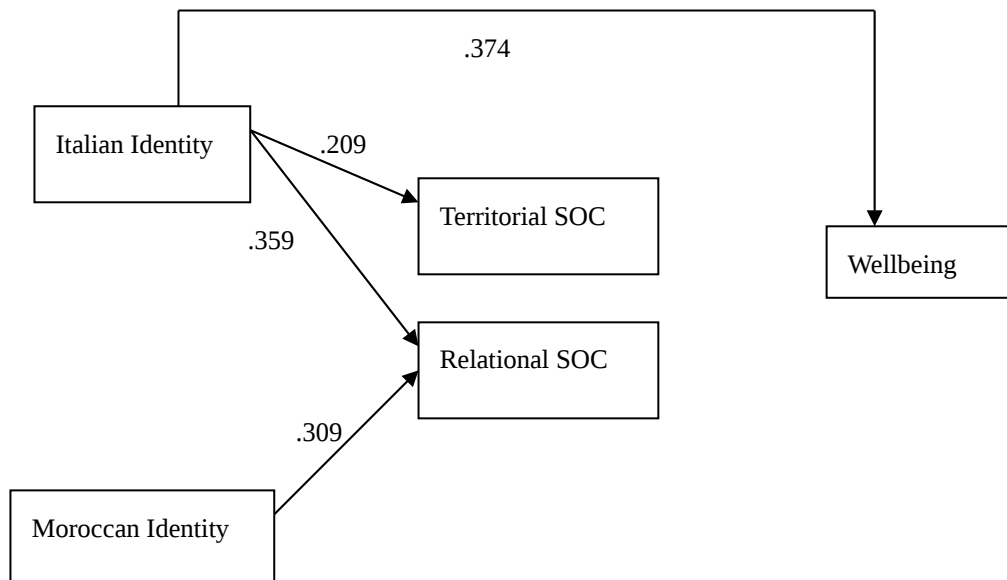 .374
Italian Identity
.209
Territorial SOC
.359
Wellbeing
Relational SOC
.309
Moroccan Identity